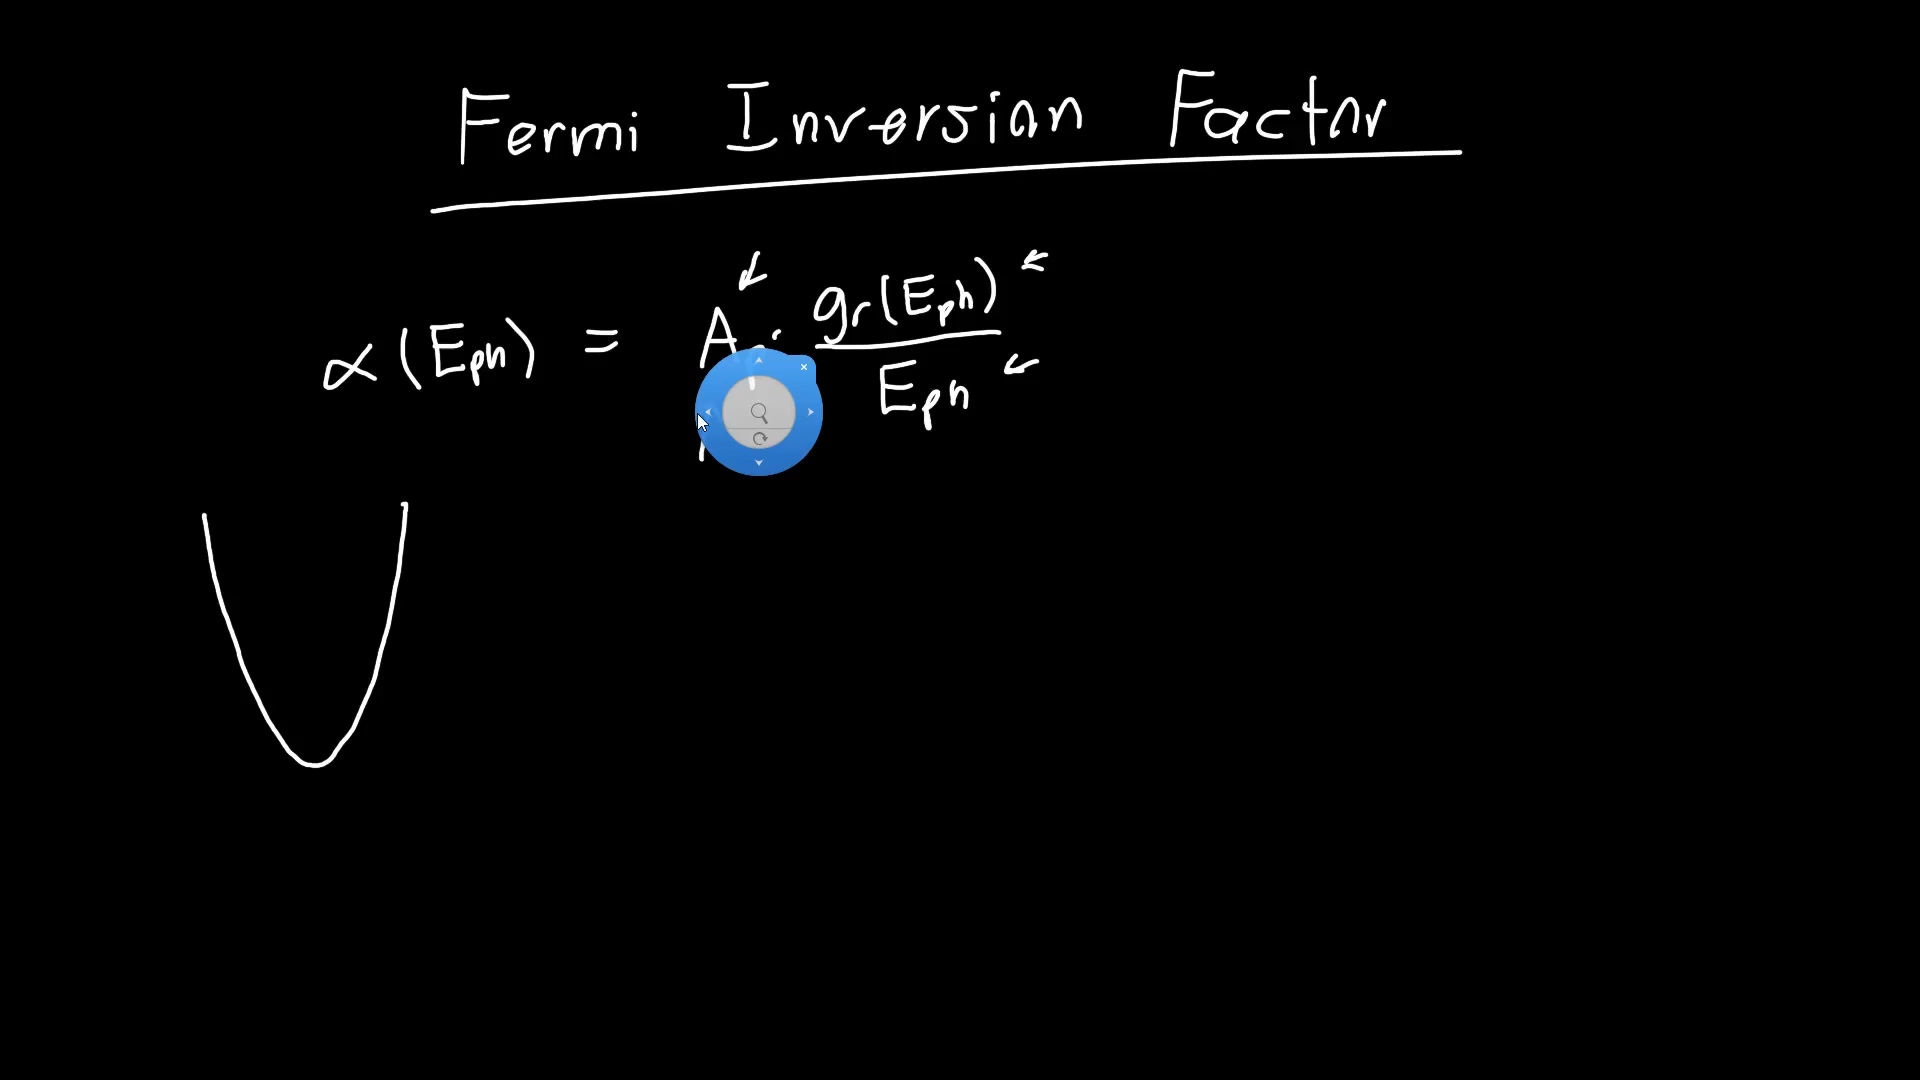 Fermi Inversion Factor
α(Eph) = A · gr(Eph) / Eph